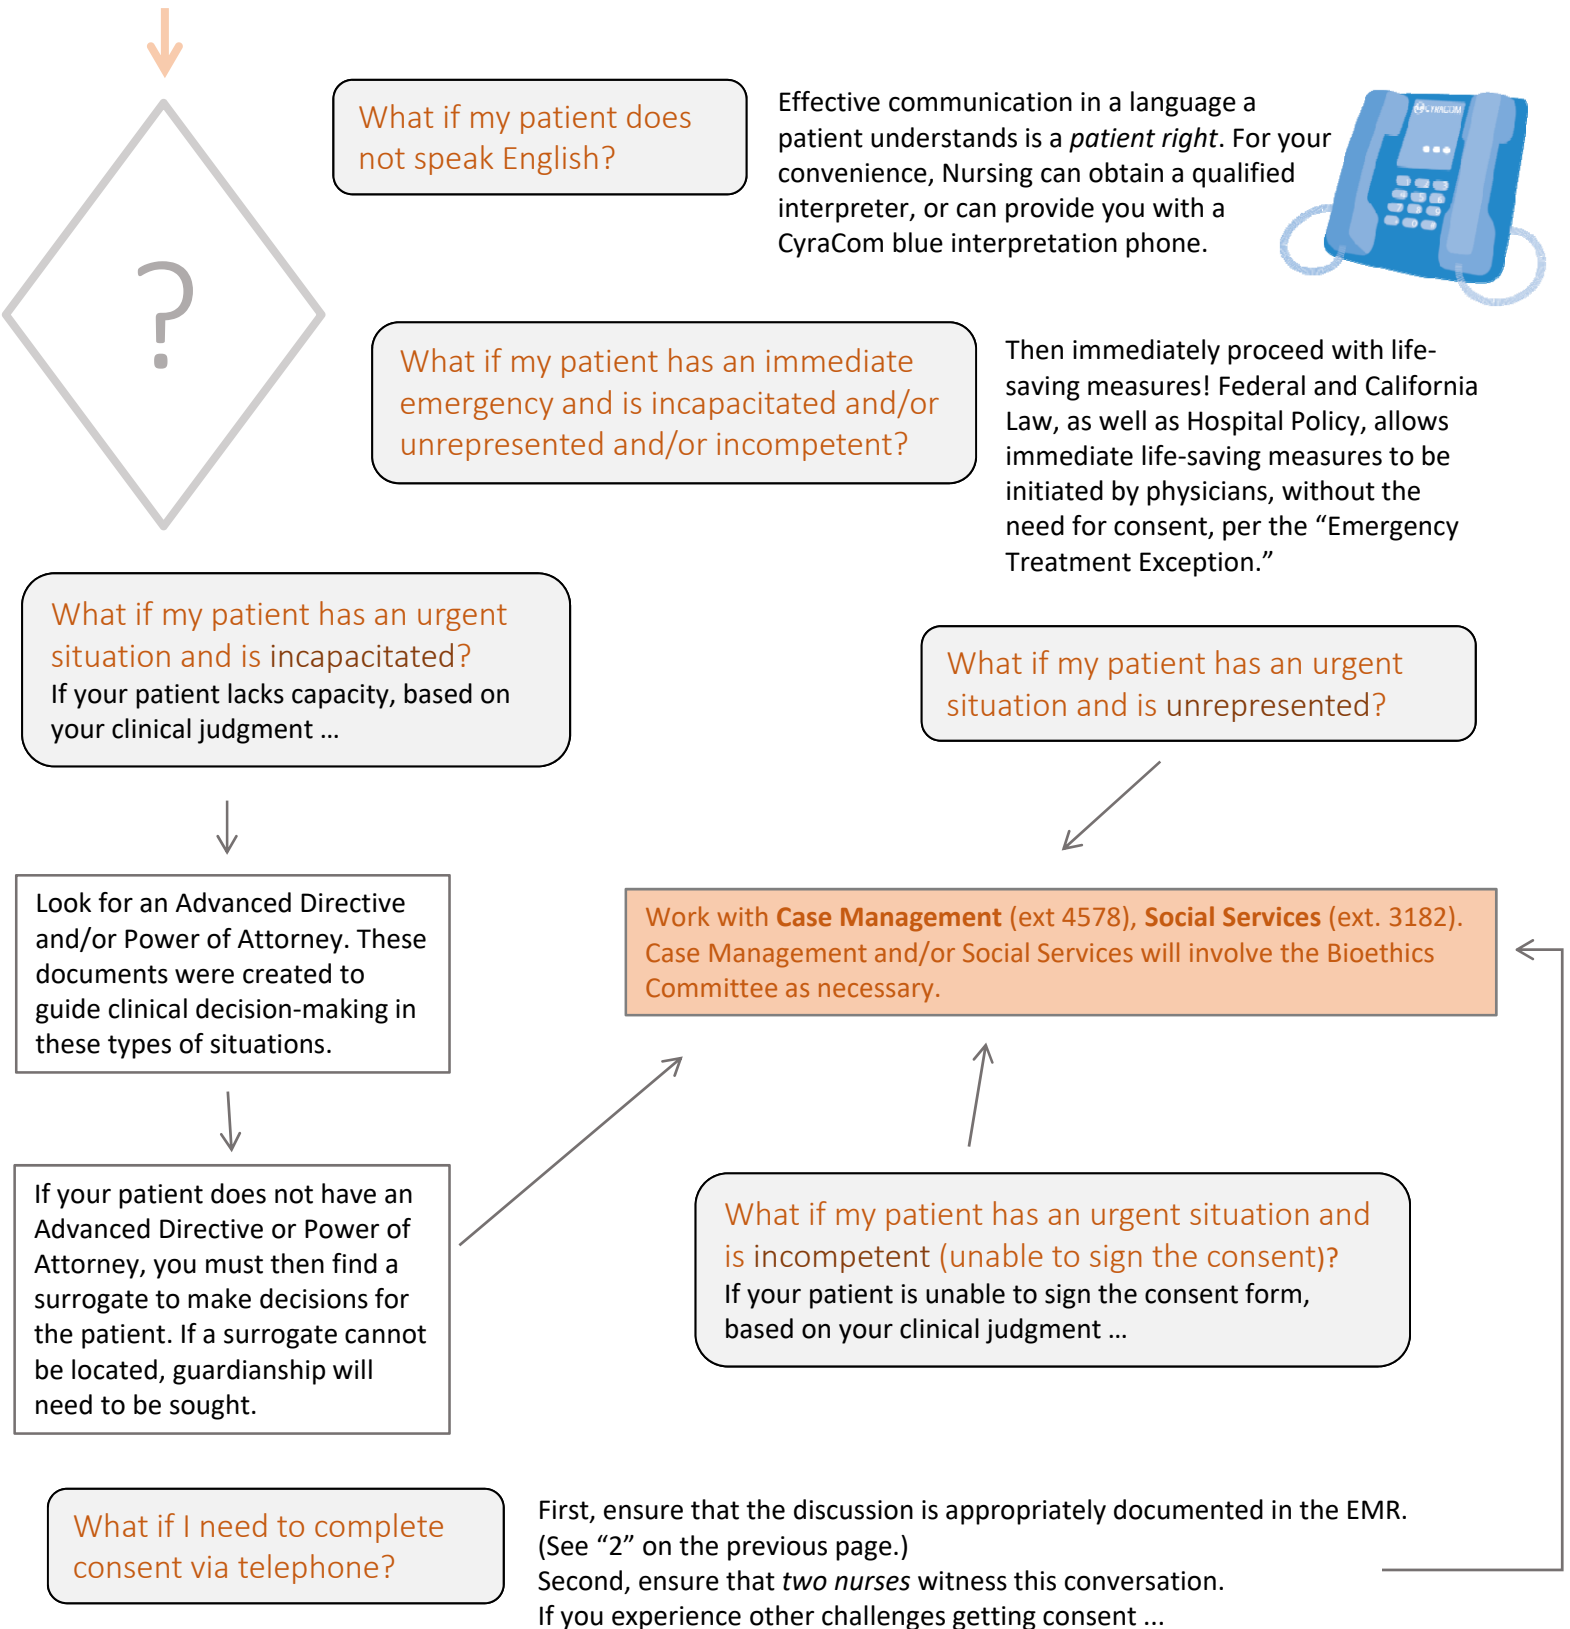 What if my patient does
not speak English?
Effective communication in a language a
patient understands is a patient right. For your
convenience, Nursing can obtain a qualified
interpreter, or can provide you with a
CyraCom blue interpretation phone.
CYRACOM
?
What if my patient has an immediate
emergency and is incapacitated and/or
unrepresented and/or incompetent?
Then immediately proceed with life-
saving measures! Federal and California
Law, as well as Hospital Policy, allows
immediate life-saving measures to be
initiated by physicians, without the
need for consent, per the “Emergency
Treatment Exception.”
What if my patient has an urgent
situation and is incapacitated?
If your patient lacks capacity, based on
your clinical judgment …
What if my patient has an urgent
situation and is unrepresented?
Look for an Advanced Directive
and/or Power of Attorney. These
documents were created to
guide clinical decision-making in
these types of situations.
Work with Case Management (ext 4578), Social Services (ext. 3182).
Case Management and/or Social Services will involve the Bioethics
Committee as necessary.
If your patient does not have an
Advanced Directive or Power of
Attorney, you must then find a
surrogate to make decisions for
the patient. If a surrogate cannot
be located, guardianship will
need to be sought.
What if my patient has an urgent situation and
is incompetent (unable to sign the consent)?
If your patient is unable to sign the consent form,
based on your clinical judgment …
What if I need to complete
consent via telephone?
First, ensure that the discussion is appropriately documented in the EMR.
(See “2” on the previous page.)
Second, ensure that two nurses witness this conversation.
If you experience other challenges getting consent ...